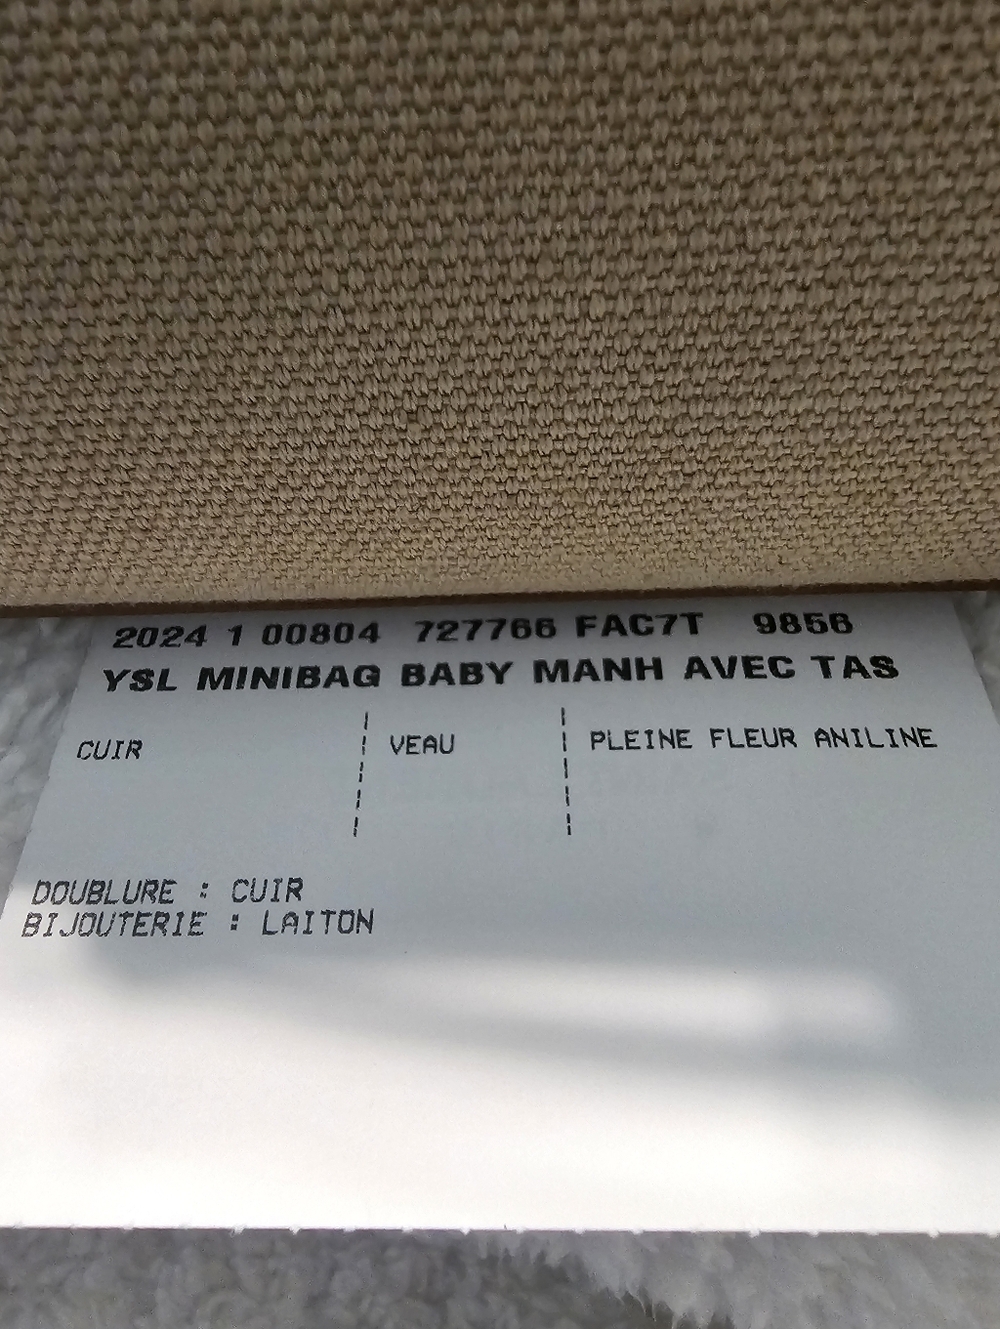 2024 1 00804 727766 FAC7T 9856
YSL MINIBAG BABY MANH AVEC TAS
CUIR ¦ VEAU ¦ PLEINE FLEUR ANILINE
DOUBLURE : CUIR
BIJOUTERIE : LAITON